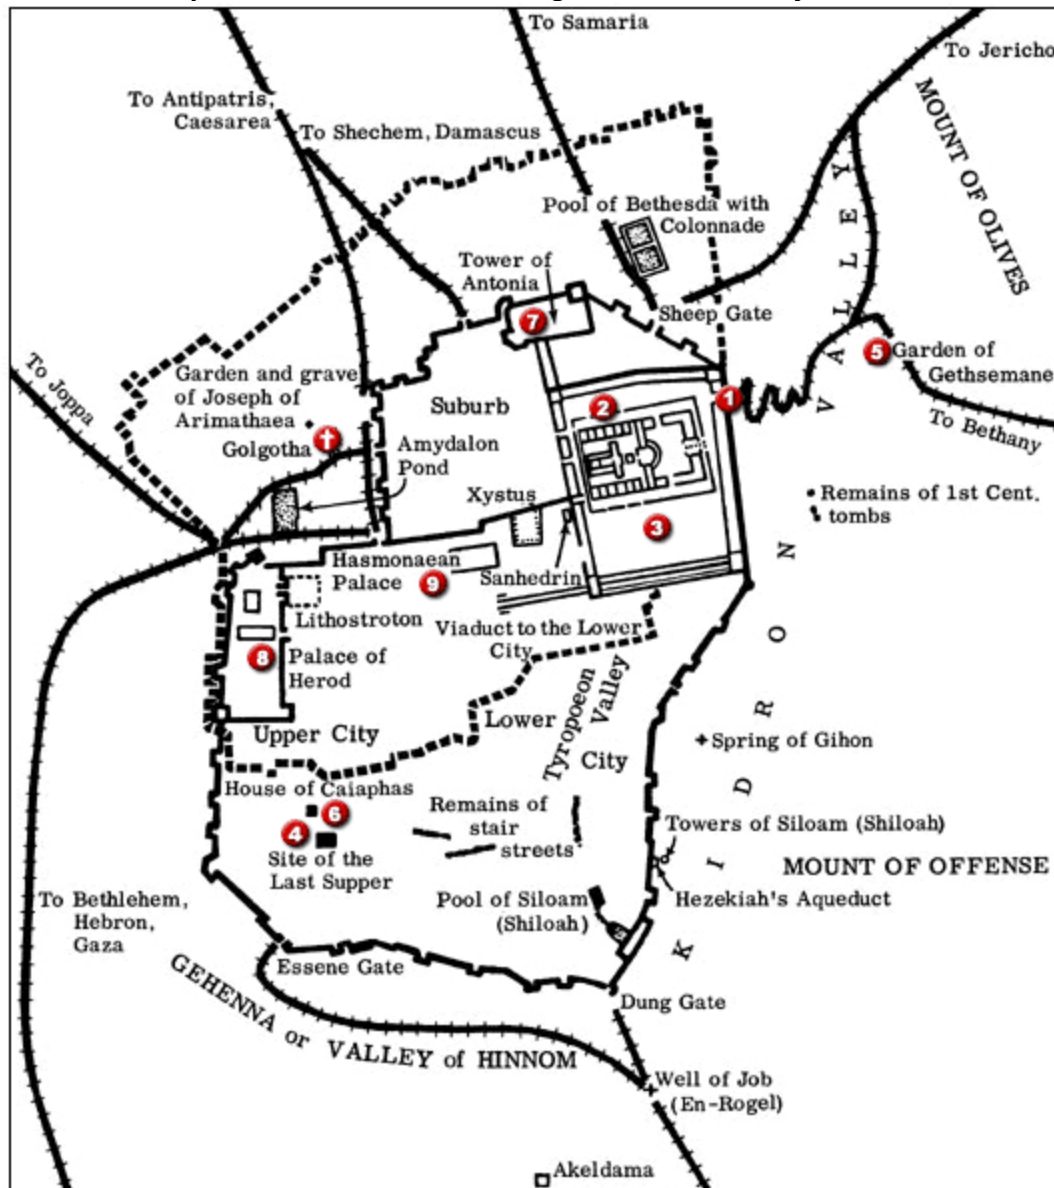 To Samaria
To Jericho
To Antipatris,
Caesarea
To Shechem, Damascus
MOUNT OF OLIVES
Pool of Bethesda with
Colonnade
Tower of
Antonia
7
Sheep Gate
5
Garden of
Gethsemane
To Joppa
Garden and grave
of Joseph of
Arimathaea
Golgotha
Suburb
2
1
To Bethany
Amydalon
Pond
Xystus
3
Remains of 1st Cent.
tombs
Hasmonaean
Palace
9
Sanhedrin
Lithostroton
Viaduct to the Lower
City
8
Palace of
Herod
Upper City
Lower
City
Tyropoeon
Valley
Spring of Gihon
KIDRON VALLEY
House of Caiaphas
6
4
Site of the
Last Supper
Remains of
stair
streets
Towers of Siloam (Shiloah)
MOUNT OF OFFENSE
Hezekiah's Aqueduct
Pool of Siloam
(Shiloah)
To Bethlehem,
Hebron,
Gaza
Essene Gate
Dung Gate
GEHENNA or VALLEY of HINNOM
Well of Job
(En-Rogel)
Akeldama